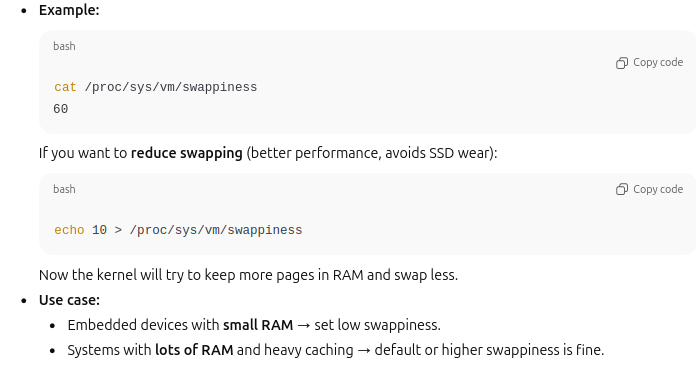 Example:
bash
Copy code
cat /proc/sys/vm/swappiness
60
If you want to reduce swapping (better performance, avoids SSD wear):
bash
Copy code
echo 10 > /proc/sys/vm/swappiness
Now the kernel will try to keep more pages in RAM and swap less.
Use case:
Embedded devices with small RAM → set low swappiness.
Systems with lots of RAM and heavy caching → default or higher swappiness is fine.